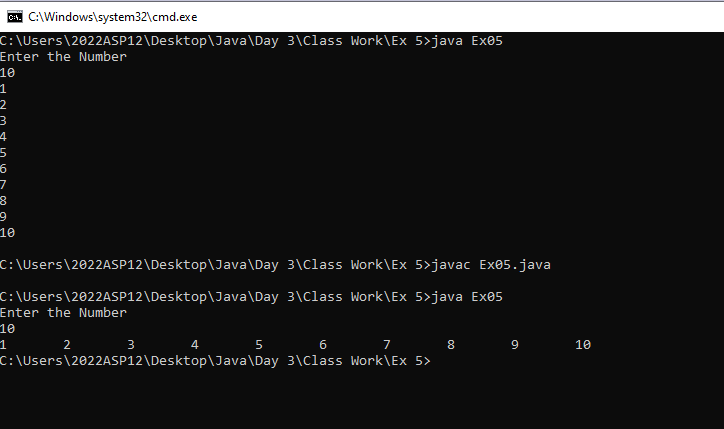 C:\Windows\system32\cmd.exe
C:\Users\2022ASP12\Desktop\Java\Day 3\Class Work\Ex 5>java Ex05
Enter the Number
10
1
2
3
4
5
6
7
8
9
10
C:\Users\2022ASP12\Desktop\Java\Day 3\Class Work\Ex 5>javac Ex05.java
C:\Users\2022ASP12\Desktop\Java\Day 3\Class Work\Ex 5>java Ex05
Enter the Number
10
1	2	3	4	5	6	7	8	9	10
C:\Users\2022ASP12\Desktop\Java\Day 3\Class Work\Ex 5>